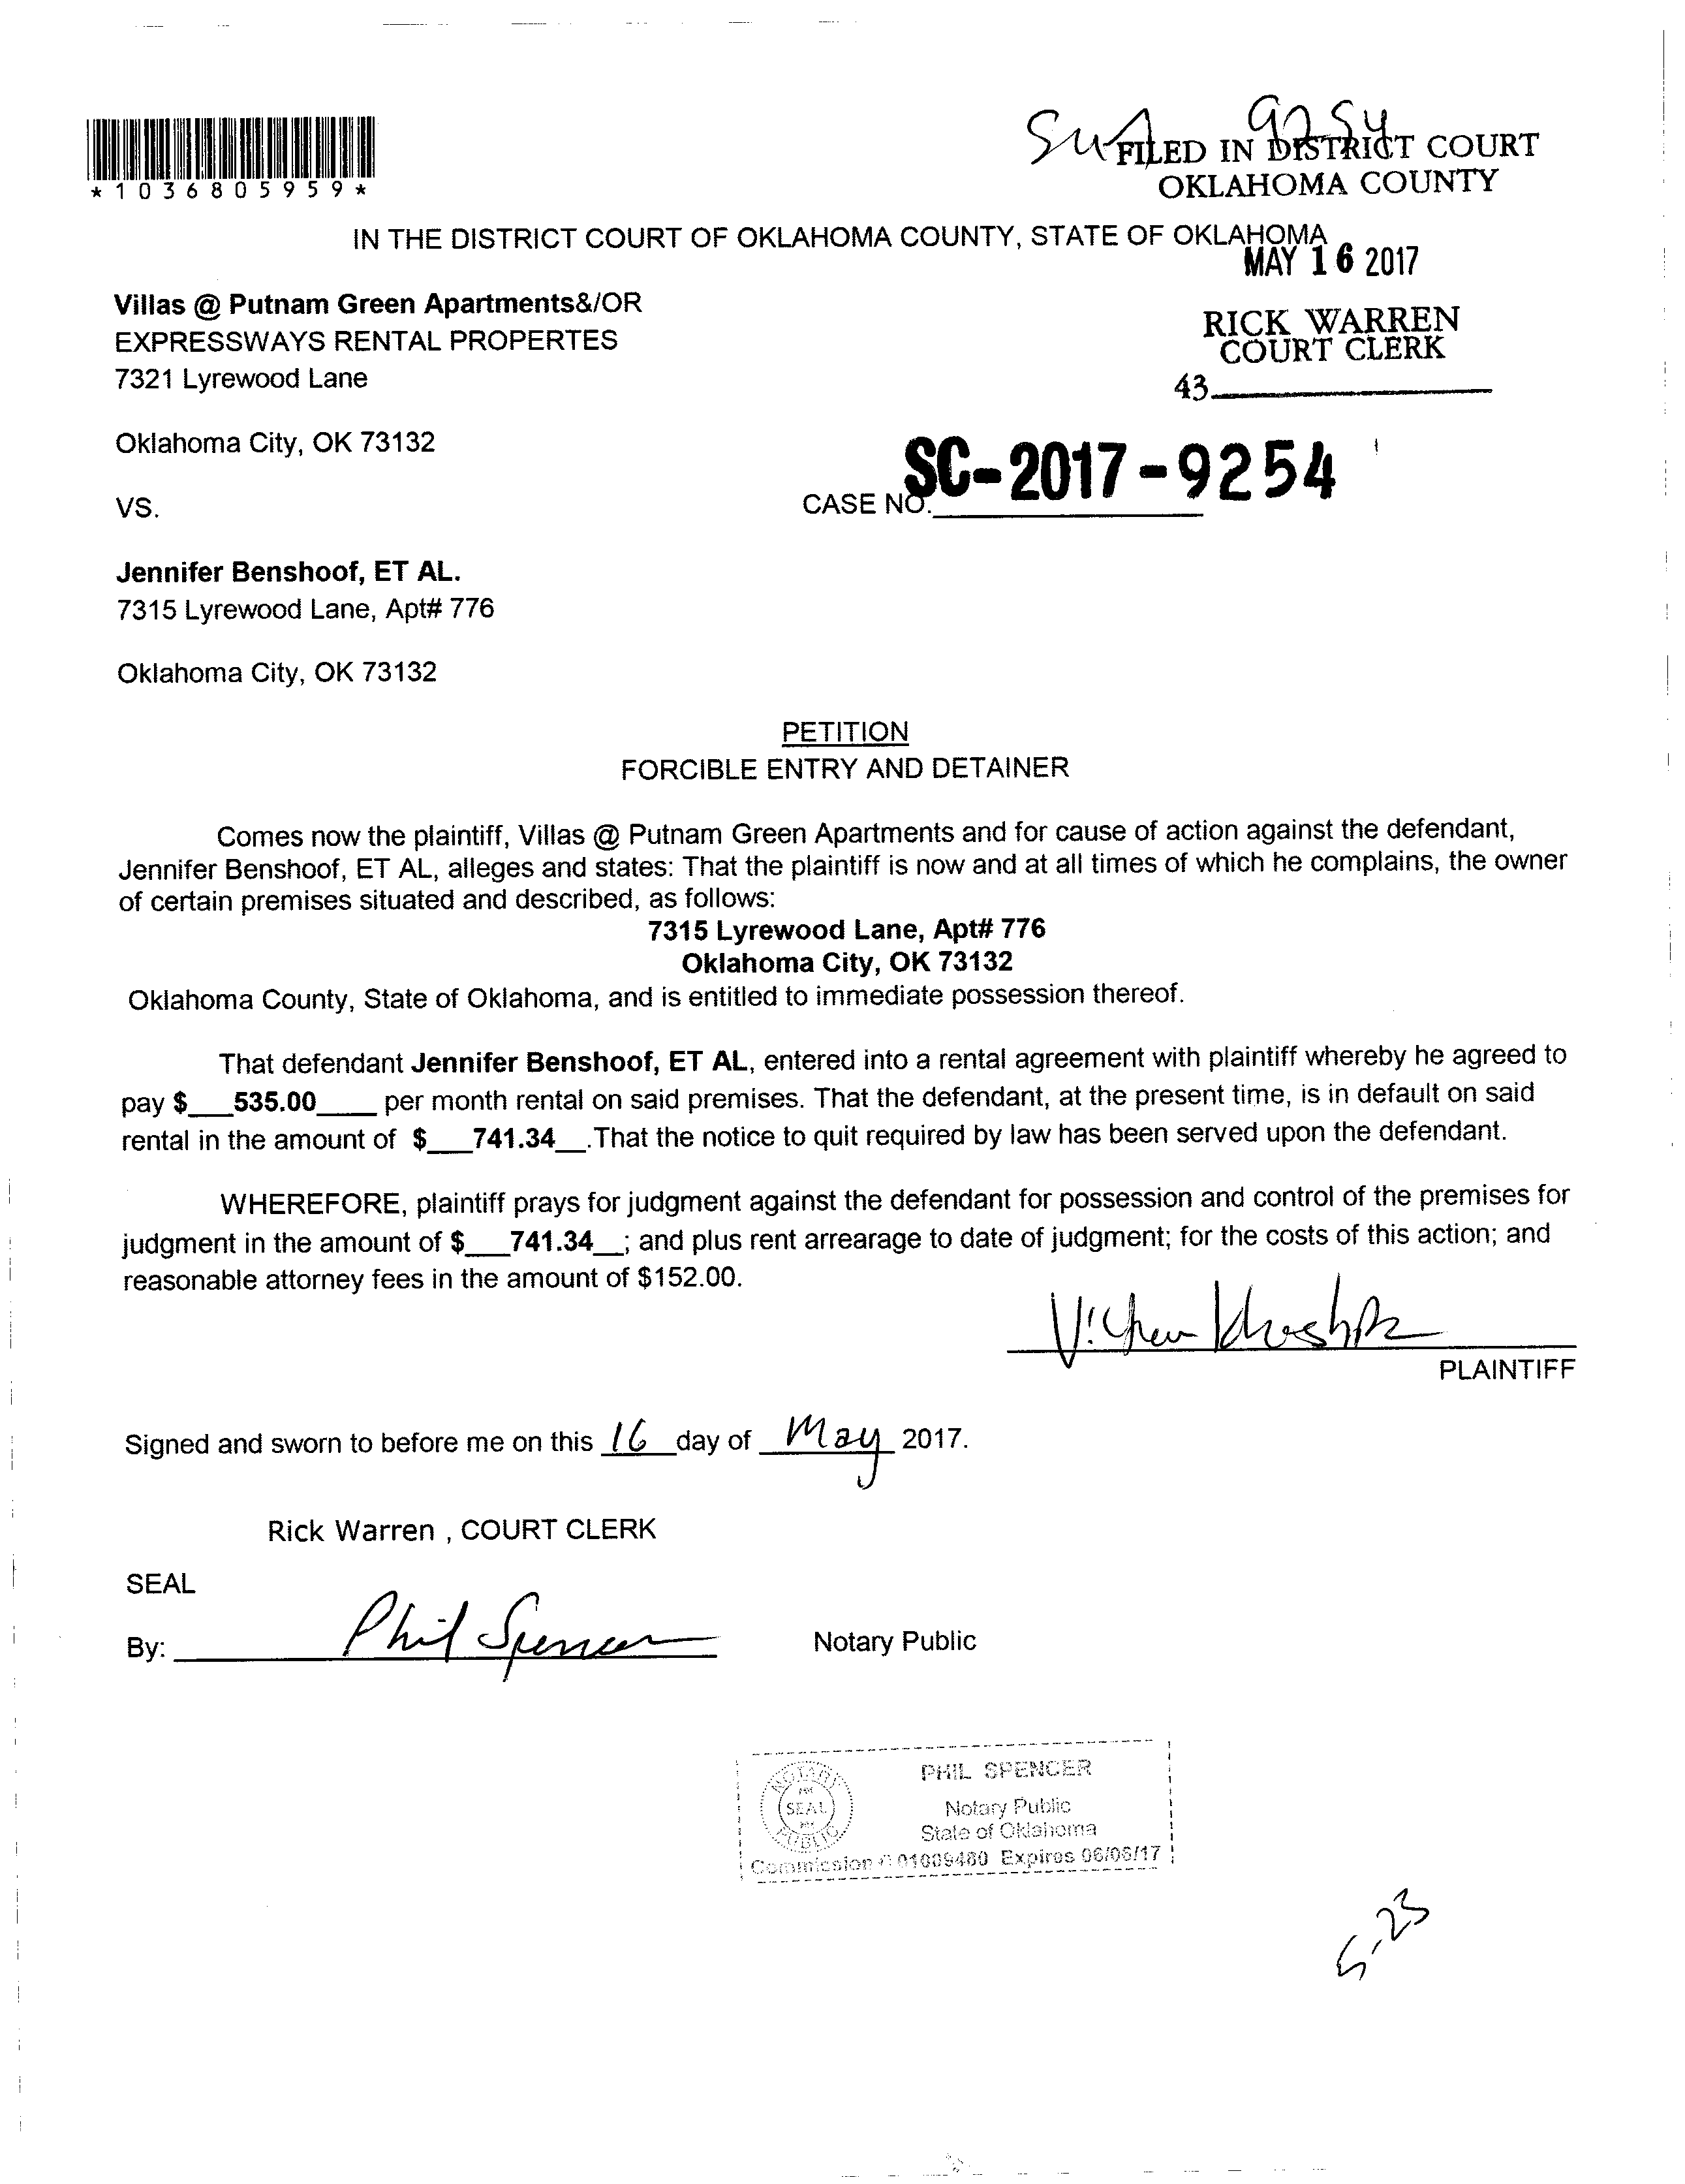 *1036805959*
9254
FILED IN DISTRICT COURT
OKLAHOMA COUNTY
IN THE DISTRICT COURT OF OKLAHOMA COUNTY, STATE OF OKLAHOMA
MAY 16 2017
Villas @ Putnam Green Apartments&/OR
EXPRESSWAYS RENTAL PROPERTES
7321 Lyrewood Lane
RICK WARREN
COURT CLERK
43
Oklahoma City, OK 73132
VS.
CASE NO. SC-2017-9254
Jennifer Benshoof, ET AL.
7315 Lyrewood Lane, Apt# 776
Oklahoma City, OK 73132
PETITION
FORCIBLE ENTRY AND DETAINER
Comes now the plaintiff, Villas @ Putnam Green Apartments and for cause of action against the defendant,
Jennifer Benshoof, ET AL, alleges and states: That the plaintiff is now and at all times of which he complains, the owner
of certain premises situated and described, as follows:
7315 Lyrewood Lane, Apt# 776
Oklahoma City, OK 73132
Oklahoma County, State of Oklahoma, and is entitled to immediate possession thereof.
That defendant Jennifer Benshoof, ET AL, entered into a rental agreement with plaintiff whereby he agreed to
pay $___535.00____ per month rental on said premises. That the defendant, at the present time, is in default on said
rental in the amount of $___741.34__.That the notice to quit required by law has been served upon the defendant.
WHEREFORE, plaintiff prays for judgment against the defendant for possession and control of the premises for
judgment in the amount of $___741.34__; and plus rent arrearage to date of judgment; for the costs of this action; and
reasonable attorney fees in the amount of $152.00.
PLAINTIFF
Signed and sworn to before me on this 16 day of May 2017.
Rick Warren , COURT CLERK
SEAL
By: Phil Spencer Notary Public
NOTARY PUBLIC SEAL
PHIL SPENCER
Notary Public
State of Oklahoma
Commission # 01009480 Expires 06/08/17
5-23